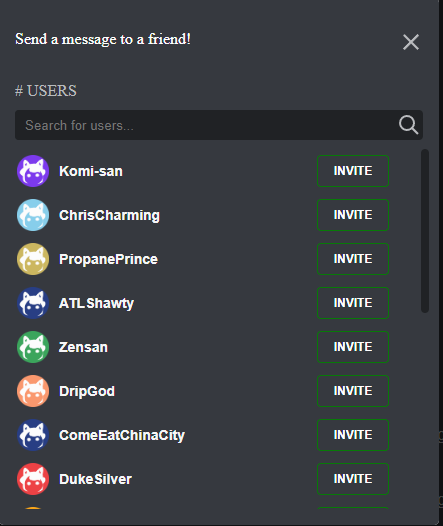 Send a message to a friend!
# USERS
Search for users...
Komi-san INVITE
ChrisCharming INVITE
PropanePrince INVITE
ATLShawty INVITE
Zensan INVITE
DripGod INVITE
ComeEatChinaCity INVITE
DukeSilver INVITE